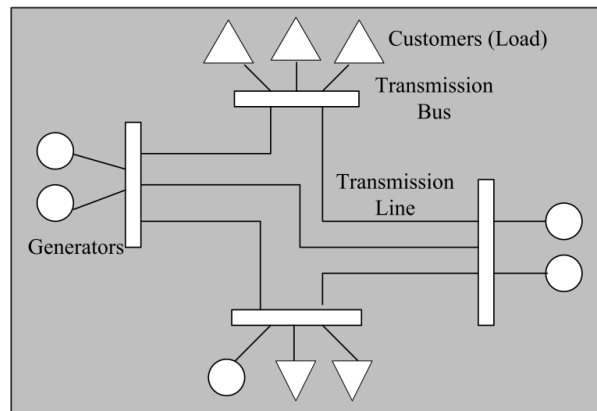 Customers (Load)
Transmission
Bus
Transmission
Line
Generators